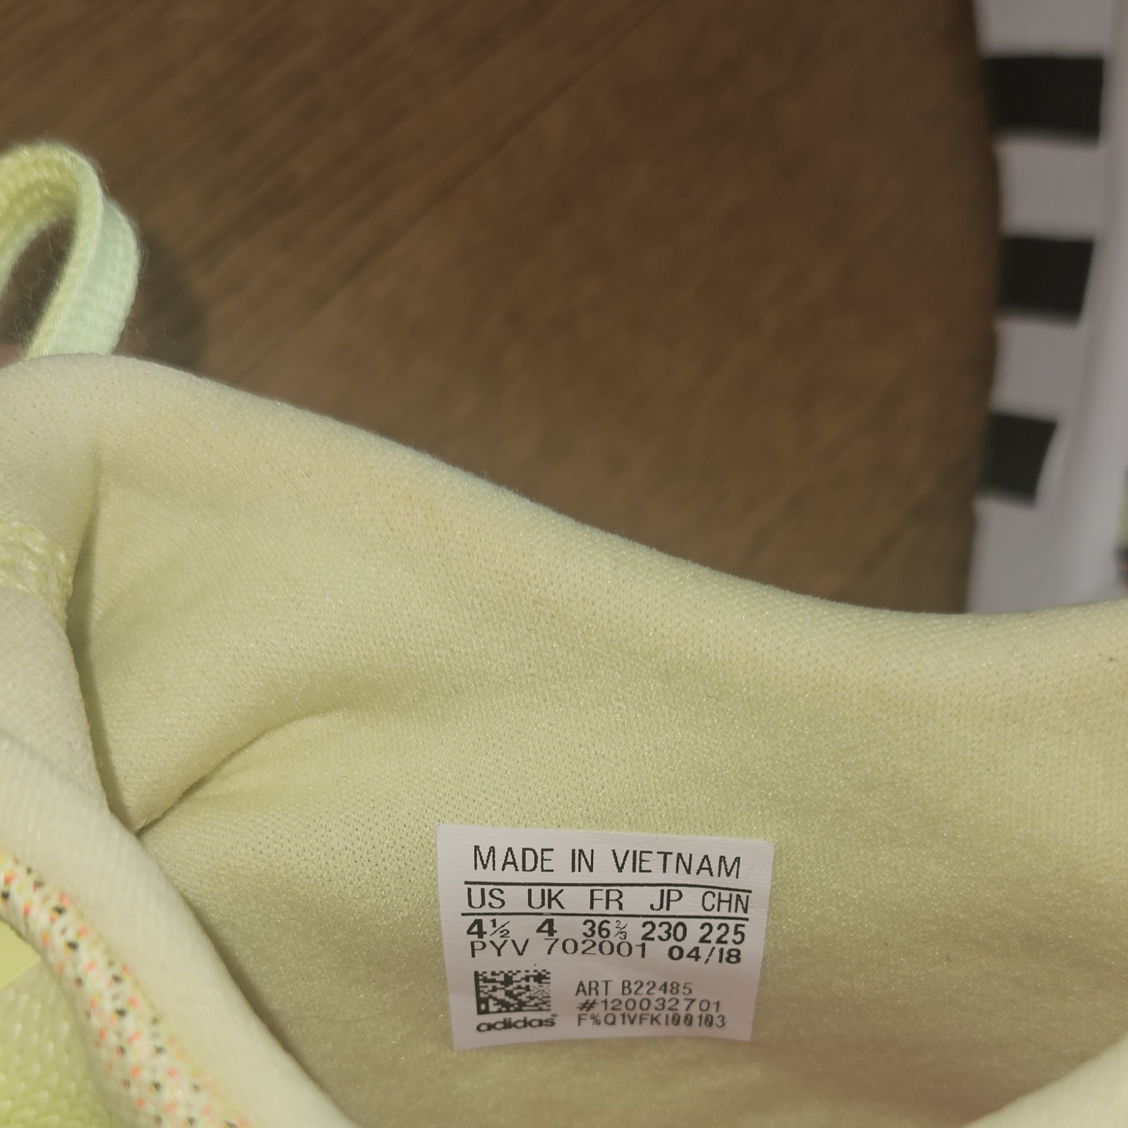 MADE IN VIETNAM
US UK FR JP CHN
4½ 4 36⅔ 230 225
PYV 702001 04/18
ART B22485
#120032701
adidas F%Q1VFKI00103